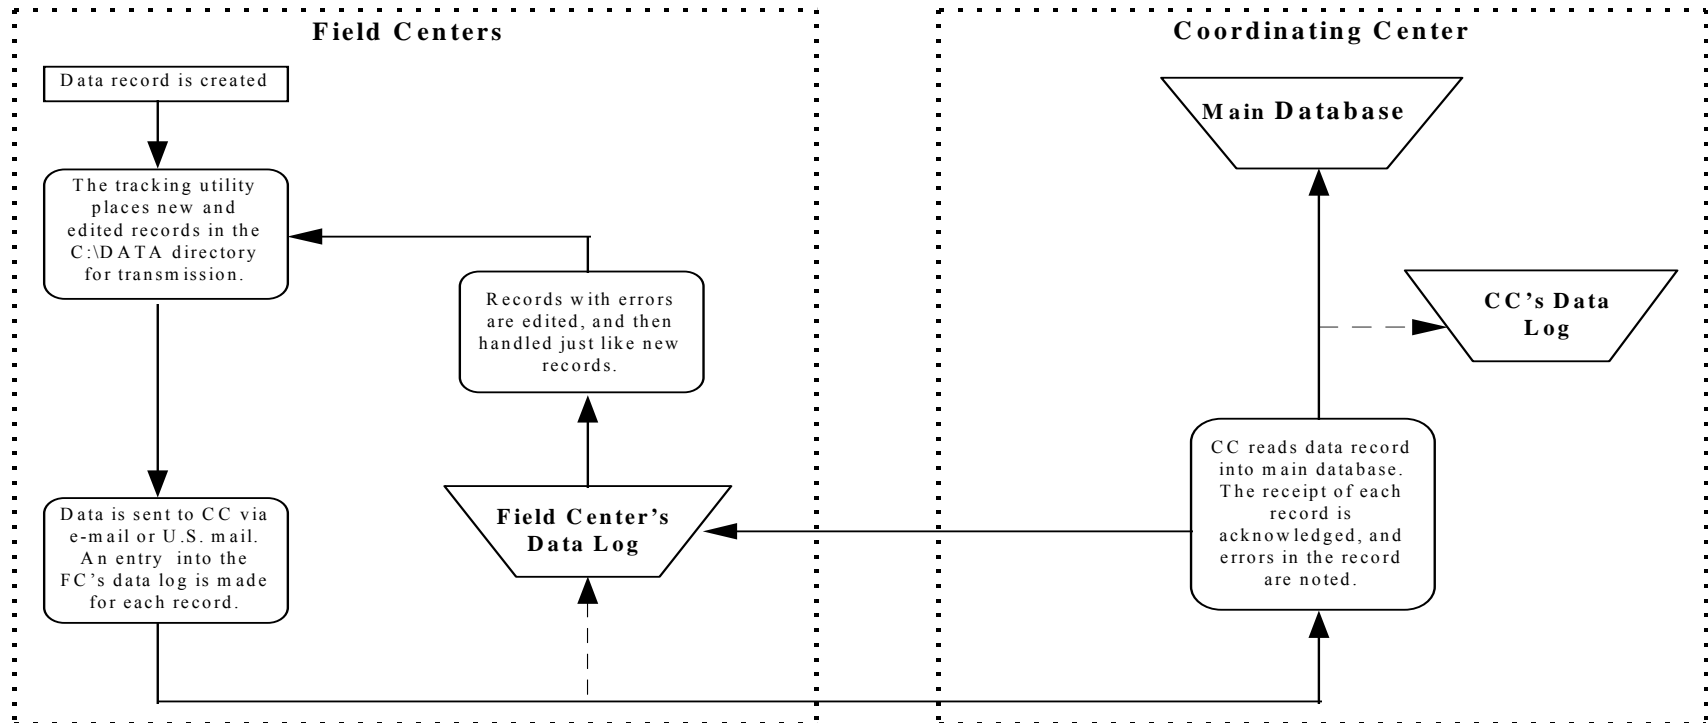 Field Centers
Data record is created
The tracking utility
places new and
edited records in the
C:\DATA directory
for transmission.
Records with errors
are edited, and then
handled just like new
records.
Data is sent to CC via
e-mail or U.S. mail.
An entry into the
FC's data log is made
for each record.
Field Center's
Data Log
Coordinating Center
Main Database
CC's Data
Log
CC reads data record
into main database.
The receipt of each
record is
acknowledged, and
errors in the record
are noted.